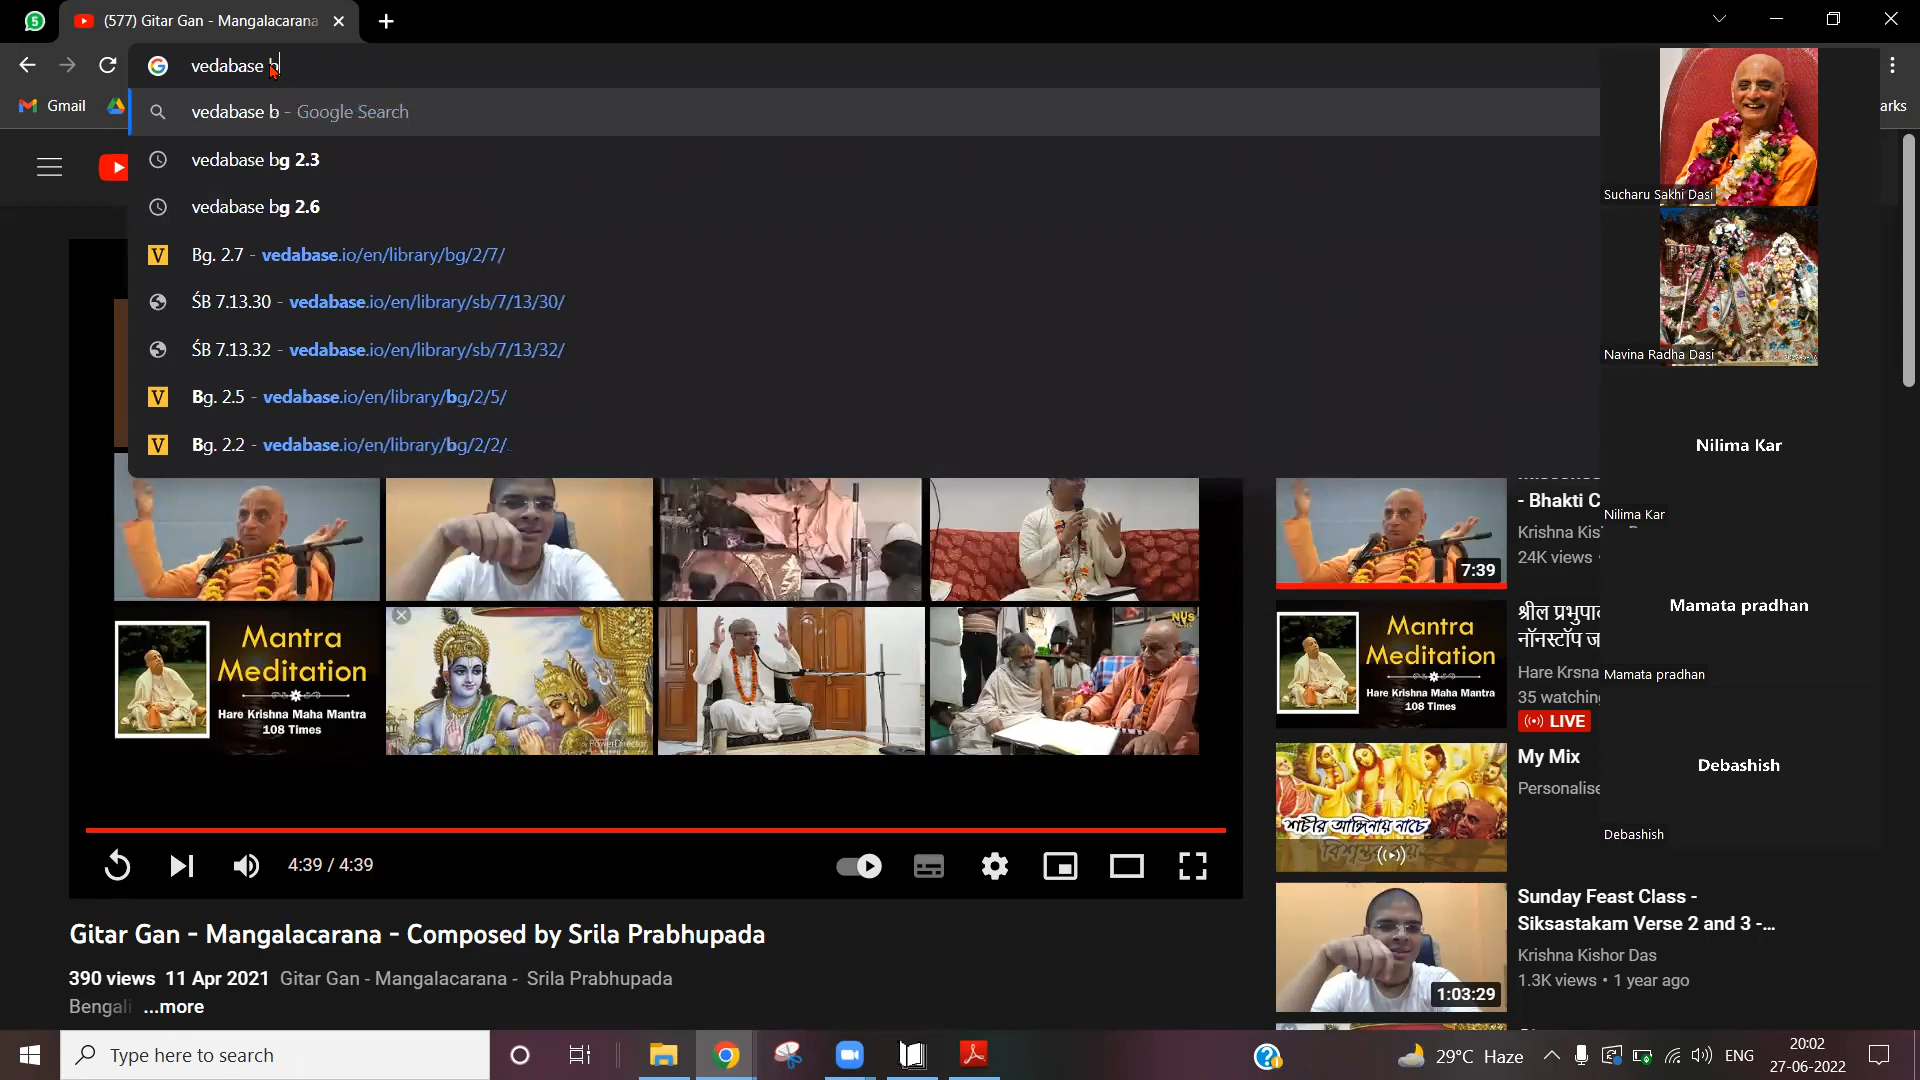 5
(577) Gitar Gan - Mangalacarana
vedabase b
Gmail
arks
vedabase b - Google Search
vedabase bg 2.3
vedabase bg 2.6
Bg. 2.7 - vedabase.io/en/library/bg/2/7/
ŚB 7.13.30 - vedabase.io/en/library/sb/7/13/30/
ŚB 7.13.32 - vedabase.io/en/library/sb/7/13/32/
Bg. 2.5 - vedabase.io/en/library/bg/2/5/
Bg. 2.2 - vedabase.io/en/library/bg/2/2/
Sucharu Sakhi Dasi
Navina Radha Dasi
Nilima Kar
Nilima Kar
Mamata pradhan
Mamata pradhan
Debashish
Debashish
Mantra
Meditation
Hare Krishna Maha Mantra
108 Times
PowerDirector
NVS
4:39 / 4:39
Gitar Gan - Mangalacarana - Composed by Srila Prabhupada
390 views 11 Apr 2021 Gitar Gan - Mangalacarana - Srila Prabhupada
Bengali ...more
7:39
- Bhakti C
Krishna Kis
24K views
Mantra
Meditation
Hare Krishna Maha Mantra
108 Times
श्रील प्रभुपा
नॉनस्टॉप ज
Hare Krsna
35 watching
LIVE
শচীর আঙ্গিনায় নাচে
বিশ্বম্ভর
My Mix
Personalise
1:03:29
Sunday Feast Class -
Siksastakam Verse 2 and 3 -...
Krishna Kishor Das
1.3K views • 1 year ago
Type here to search
29°C Haze
ENG
20:02
27-06-2022